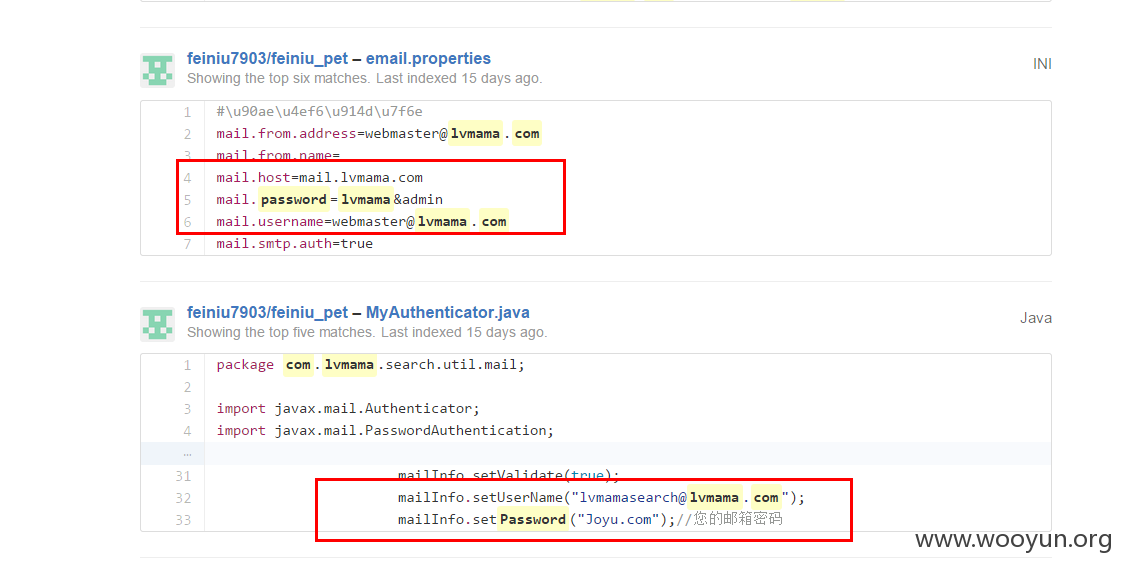 feiniu7903/feiniu_pet – email.properties
INI
Showing the top six matches. Last indexed 15 days ago.
1 #\u90ae\u4ef6\u914d\u7f6e
2 mail.from.address=webmaster@lvmama.com
3 mail.from.name=
4 mail.host=mail.lvmama.com
5 mail.password=lvmama&admin
6 mail.username=webmaster@lvmama.com
7 mail.smtp.auth=true
feiniu7903/feiniu_pet – MyAuthenticator.java
Java
Showing the top five matches. Last indexed 15 days ago.
1 package com.lvmama.search.util.mail;
2
3 import javax.mail.Authenticator;
4 import javax.mail.PasswordAuthentication;
…
31 mailInfo.setValidate(true);
32 mailInfo.setUserName("lvmamasearch@lvmama.com");
33 mailInfo.setPassword("Joyu.com");//您的邮箱密码
www.wooyun.org